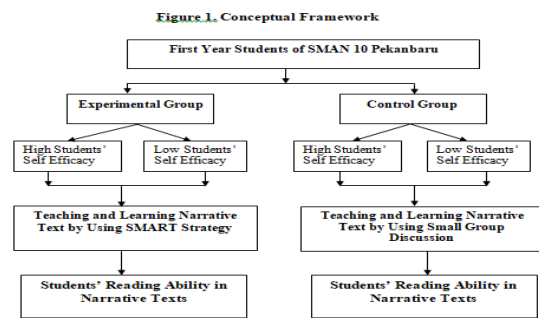 Figure 1. Conceptual Framework
First Year Students of SMAN 10 Pekanbaru
Experimental Group
Control Group
High Students'
Self Efficacy
Low Students'
Self Efficacy
High Students'
Self Efficacy
Low Students'
Self Efficacy
Teaching and Learning Narrative
Text by Using SMART Strategy
Teaching and Learning Narrative
Text by Using Small Group
Discussion
Students' Reading Ability in
Narrative Texts
Students' Reading Ability in
Narrative Texts